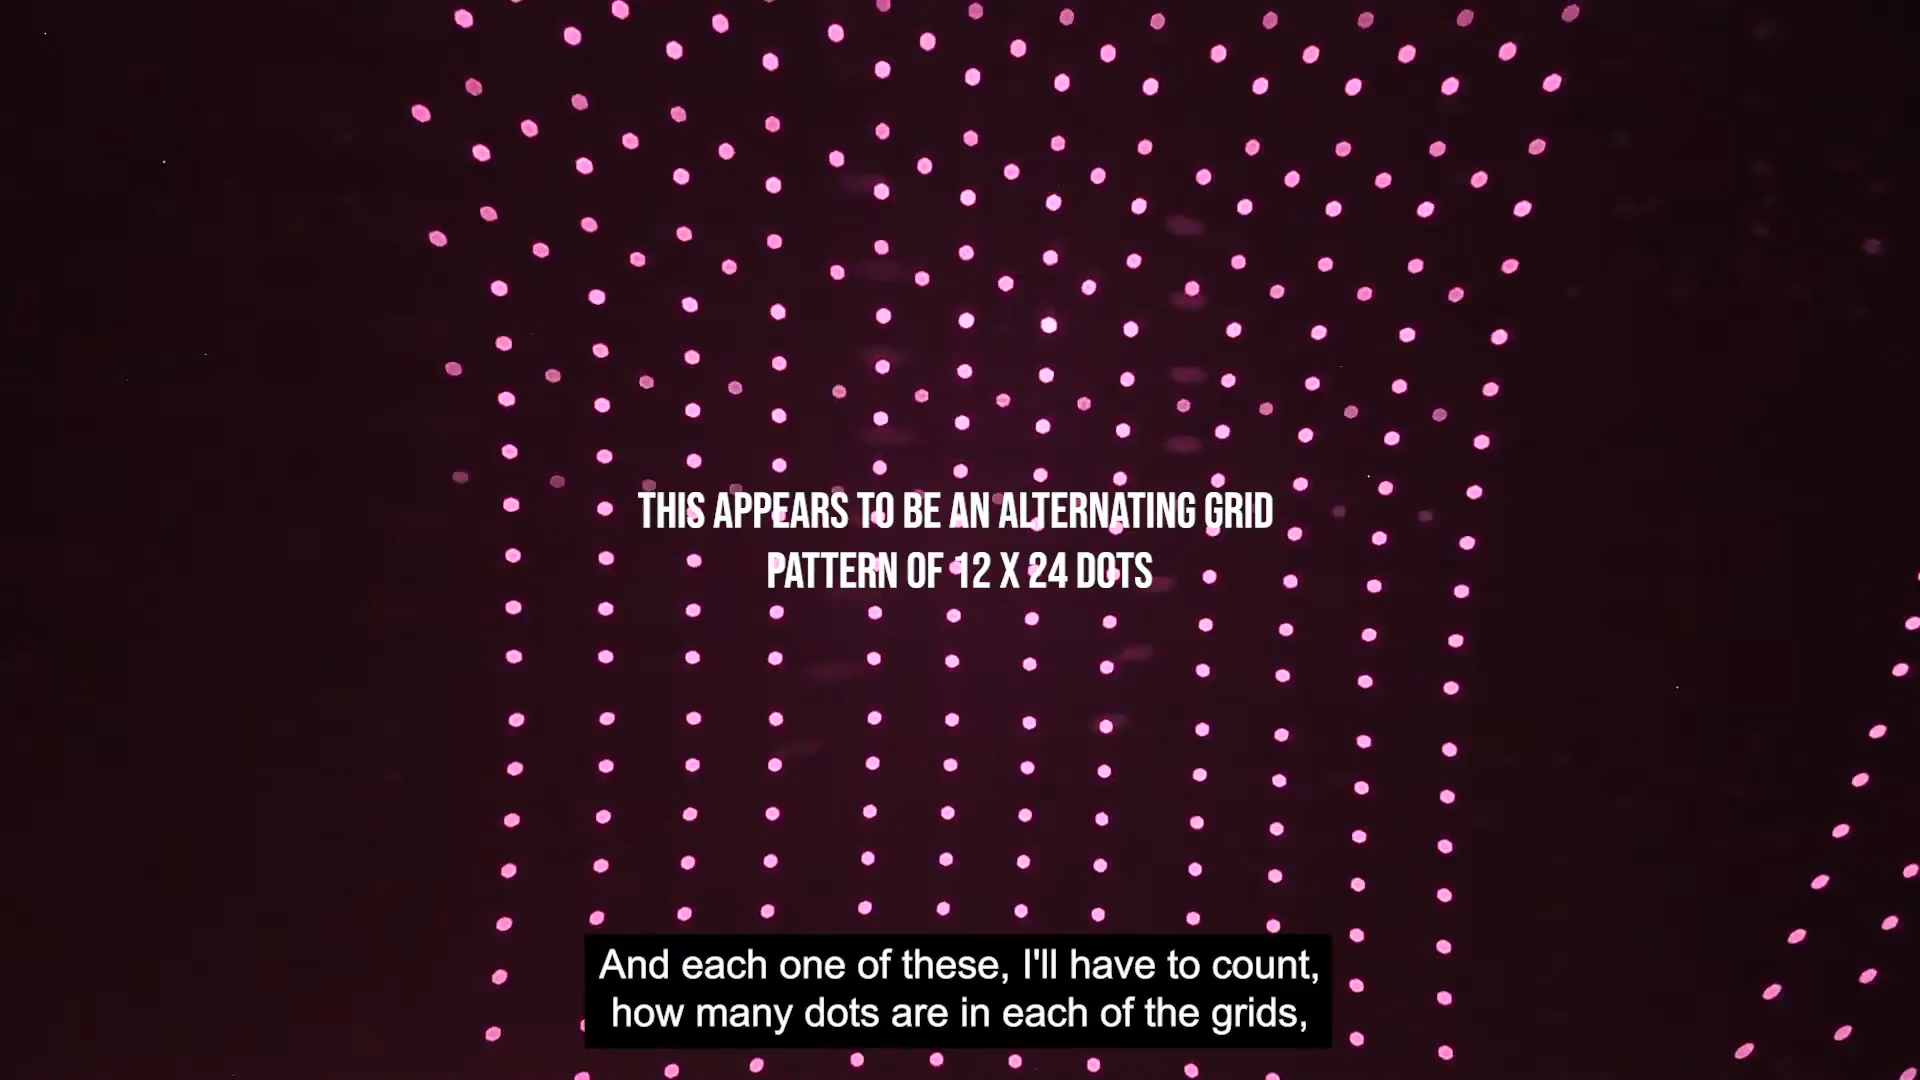 THIS APPEARS TO BE AN ALTERNATING GRID
PATTERN OF 12 X 24 DOTS
And each one of these, I'll have to count,
how many dots are in each of the grids,